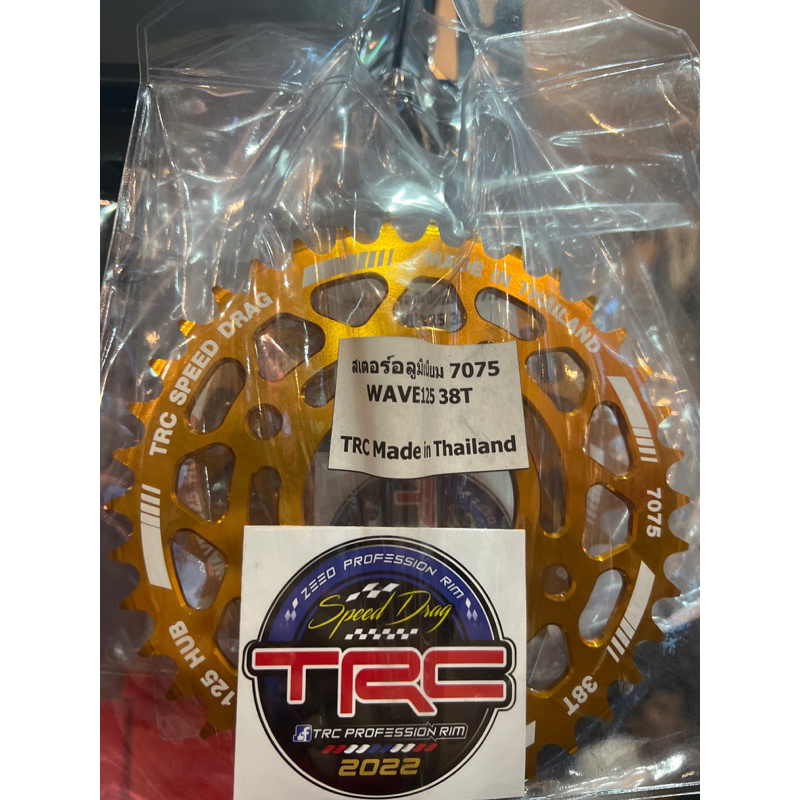 MADE IN THAILAND
TRC SPEED DRAG
สเตอร์อลูมิเนียม 7075
WAVE125 38T
TRC Made in Thailand
7075
125 HUB
38T
ZEED PROFESSION RIM
Speed Drag
TRC
TRC PROFESSION RIM
2022